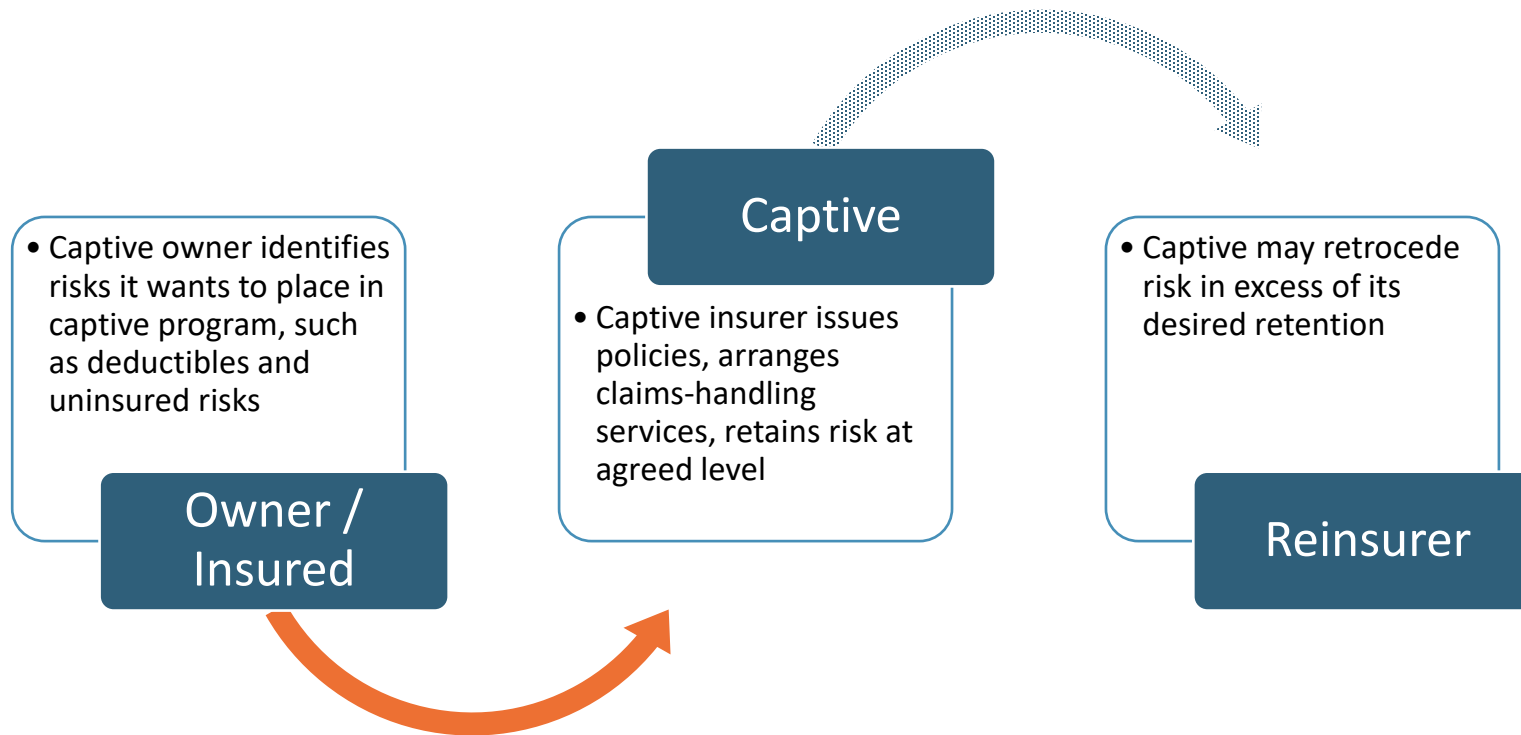 • Captive owner identifies
risks it wants to place in
captive program, such
as deductibles and
uninsured risks
Owner /
Insured
Captive
• Captive insurer issues
policies, arranges
claims-handling
services, retains risk at
agreed level
• Captive may retrocede
risk in excess of its
desired retention
Reinsurer